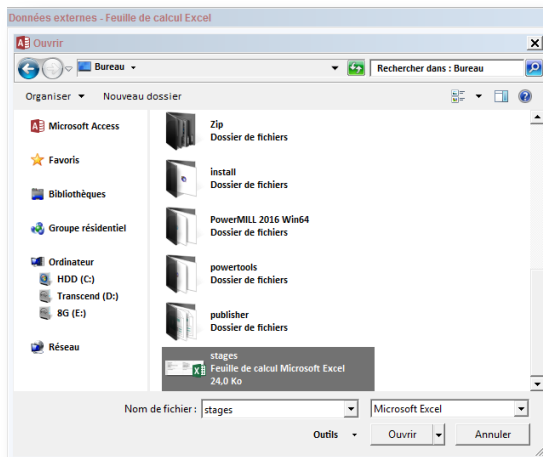 Données externes - Feuille de calcul Excel
Ouvrir
Bureau
Rechercher dans : Bureau
Organiser
Nouveau dossier
Microsoft Access
Favoris
Bibliothèques
Groupe résidentiel
Ordinateur
HDD (C:)
Transcend (D:)
8G (E:)
Réseau
Zip
Dossier de fichiers
install
Dossier de fichiers
PowerMILL 2016 Win64
Dossier de fichiers
powertools
Dossier de fichiers
publisher
Dossier de fichiers
stages
Feuille de calcul Microsoft Excel
24,0 Ko
Nom de fichier : stages
Microsoft Excel
Outils
Ouvrir
Annuler